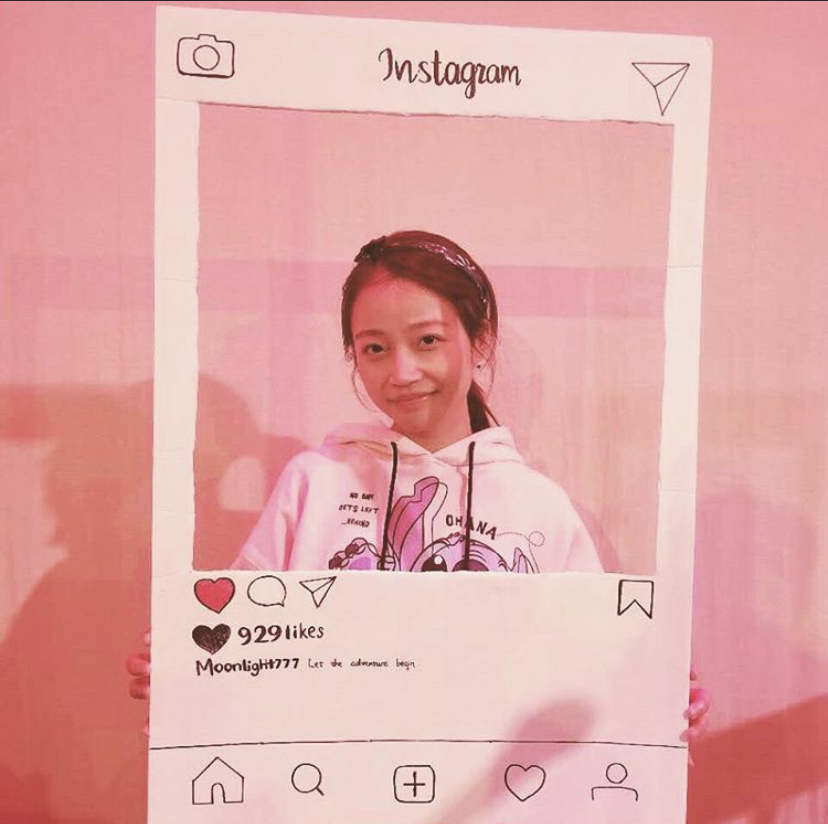 Instagram
NO ONE
GETS LEFT
...BEHIND
OHANA
929 likes
Moonlight777 Let the adventure begin